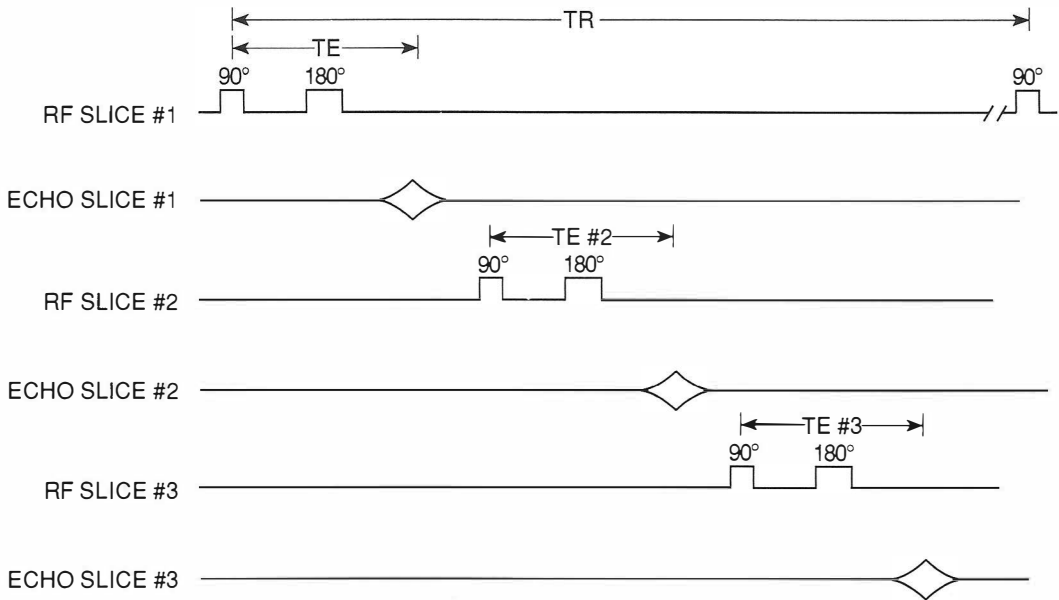 TR
TE
90° 180° 90°
RF SLICE #1
ECHO SLICE #1
TE #2
90° 180°
RF SLICE #2
ECHO SLICE #2
TE #3
90° 180°
RF SLICE #3
ECHO SLICE #3